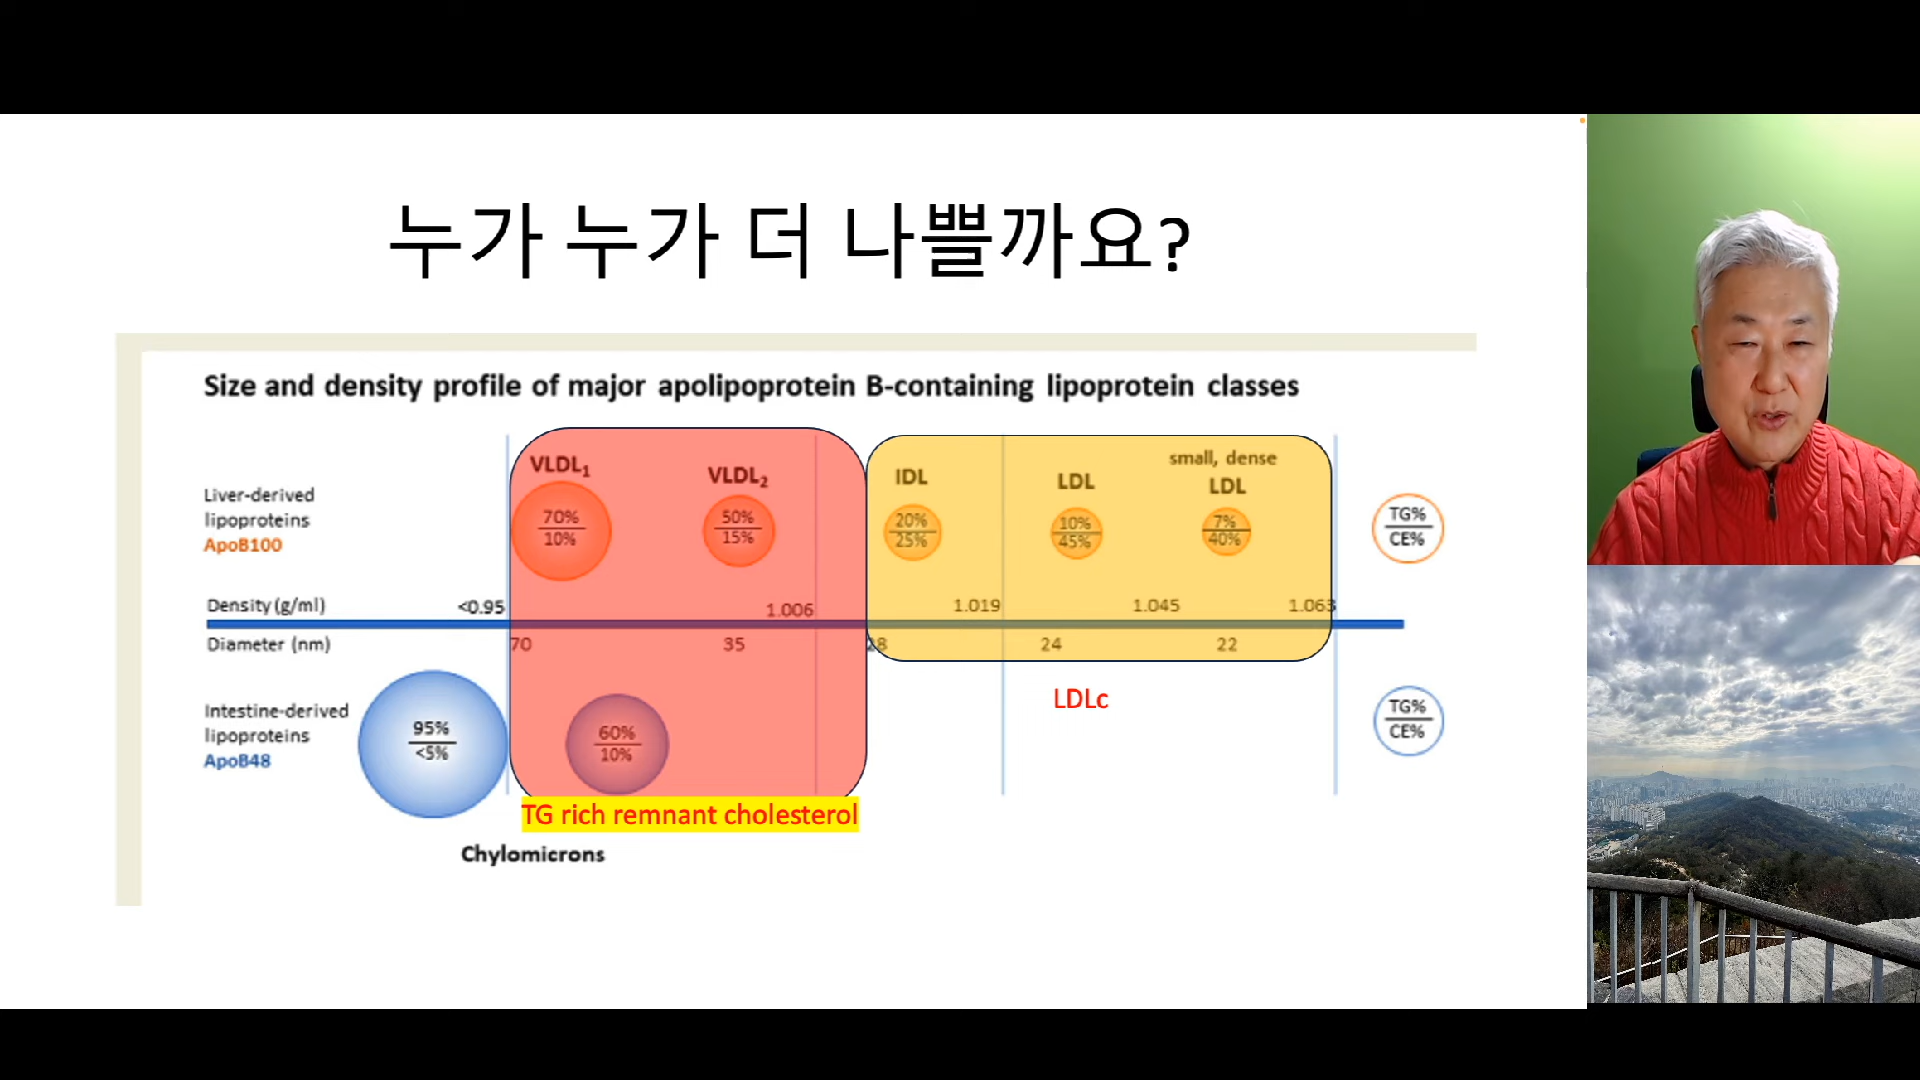 누가 누가 더 나쁠까요?
Size and density profile of major apolipoprotein B-containing lipoprotein classes
VLDL1
VLDL2
IDL
LDL
small, dense
LDL
Liver-derived
lipoproteins
ApoB100
70%
10%
50%
15%
20%
25%
10%
45%
7%
40%
TG%
CE%
Density (g/ml)
<0.95
1.006
1.019
1.045
1.063
Diameter (nm)
70
35
28
24
22
Intestine-derived
lipoproteins
ApoB48
95%
<5%
60%
10%
LDLc
TG%
CE%
TG rich remnant cholesterol
Chylomicrons